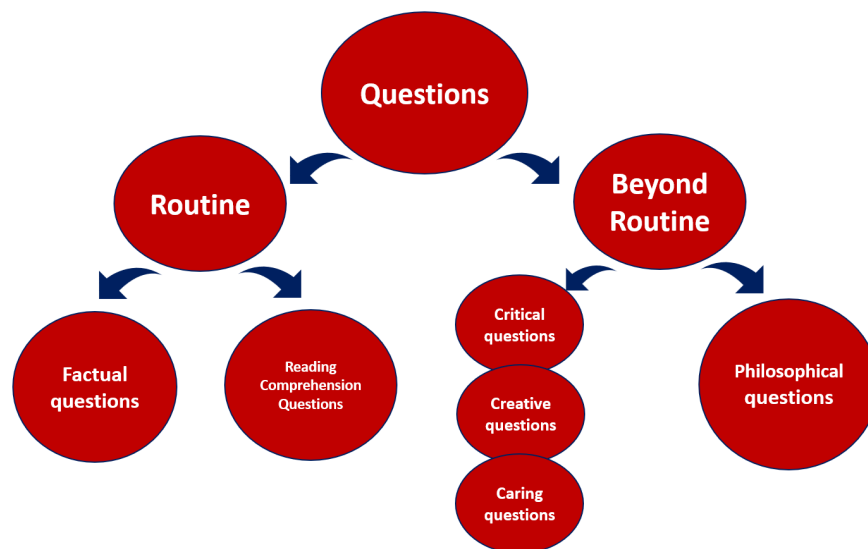 Questions
Routine
Beyond
Routine
Factual
questions
Reading
Comprehension
Questions
Critical
questions
Creative
questions
Caring
questions
Philosophical
questions